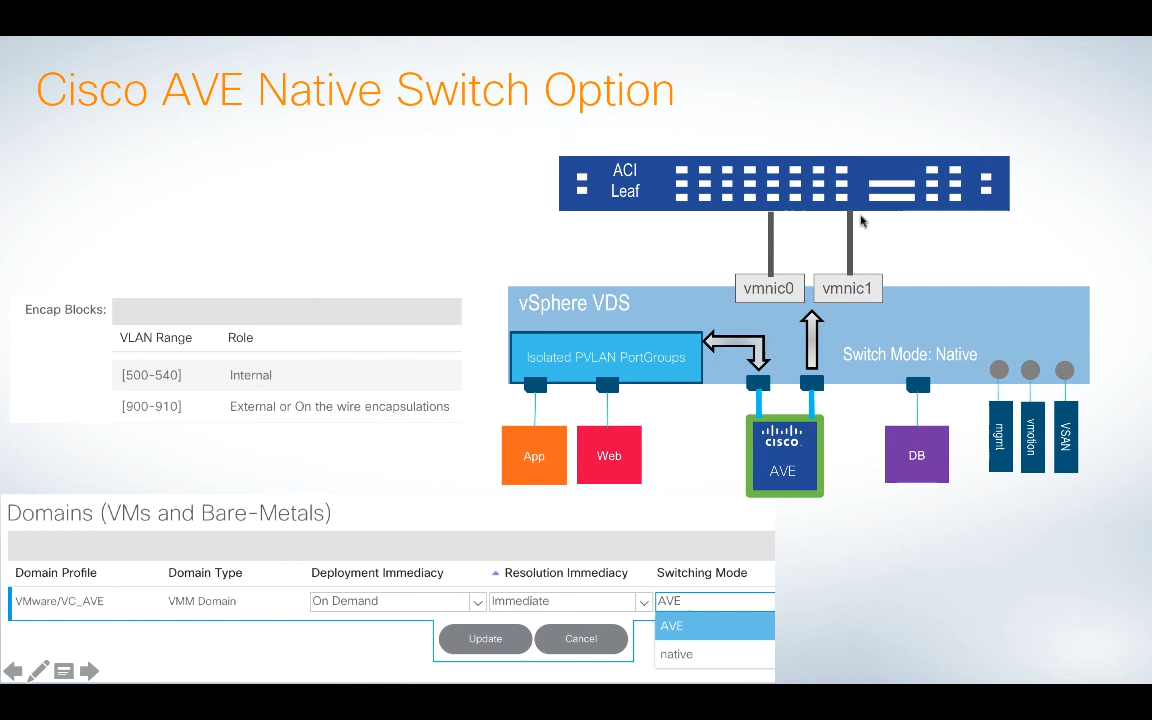 Cisco AVE Native Switch Option
ACI
Leaf
vmnic0
vmnic1
vSphere VDS
Isolated PVLAN PortGroups
Switch Mode: Native
App
Web
CISCO
AVE
DB
mgmt
vmotion
VSAN
Encap Blocks:
VLAN Range Role
[500-540] Internal
[900-910] External or On the wire encapsulations
Domains (VMs and Bare-Metals)
Domain Profile Domain Type Deployment Immediacy Resolution Immediacy Switching Mode
VMware/VC_AVE VMM Domain On Demand Immediate AVE
Update Cancel AVE
native